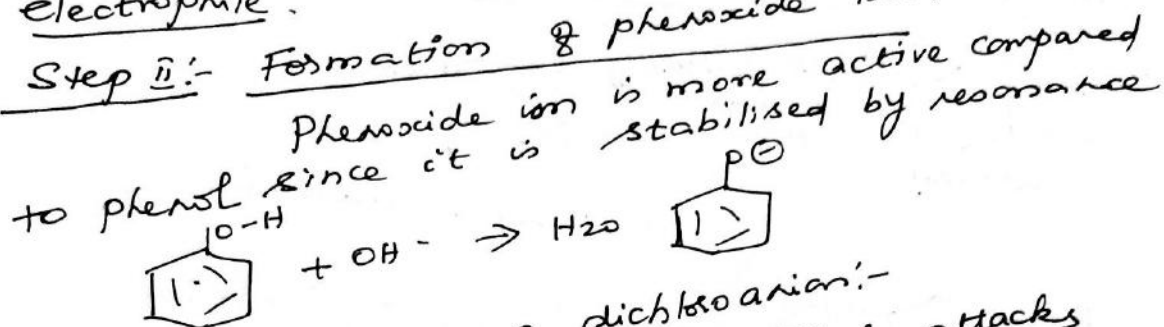 electrophile.
Step II:- Formation of phenoxide
Phenoxide ion is more active compared
to phenol since it is stabilised by resonance
O-H
+ OH⁻ → H2O
O⊖
dichloro anion:-
attacks